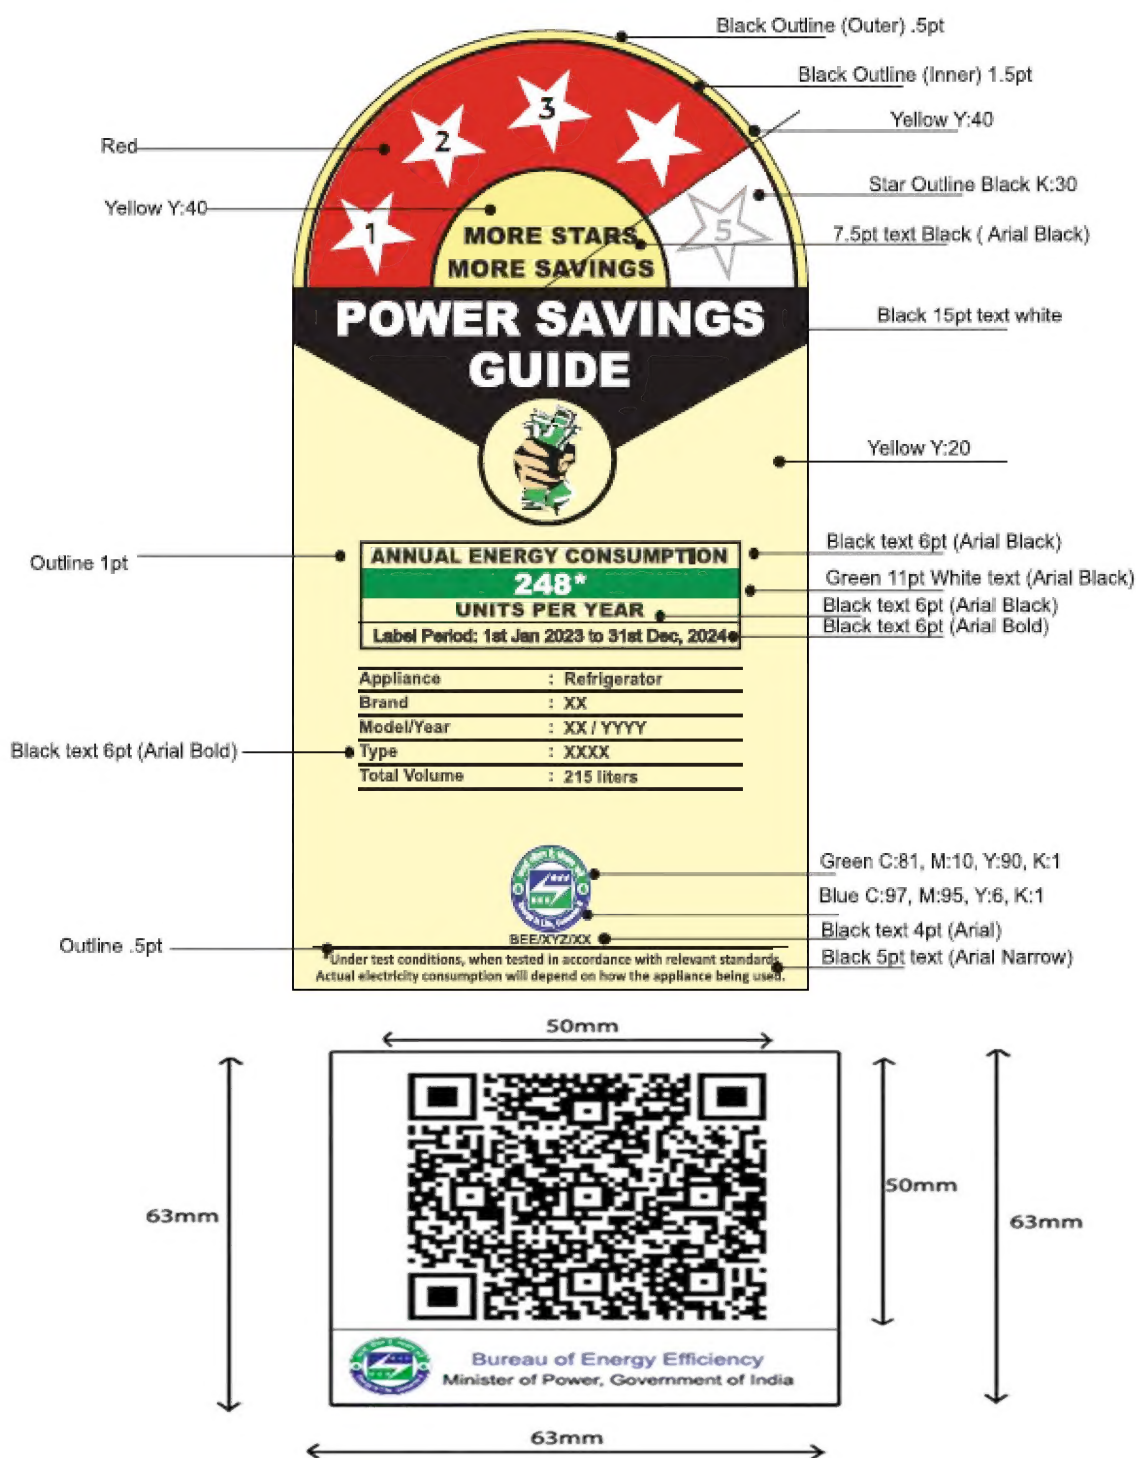 Black Outline (Outer) .5pt
Black Outline (Inner) 1.5pt
Yellow Y:40
Red
Star Outline Black K:30
Yellow Y:40
7.5pt text Black ( Arial Black)
1
2
3
5
MORE STARS
MORE SAVINGS
POWER SAVINGS
GUIDE
Black 15pt text white
Yellow Y:20
Outline 1pt
ANNUAL ENERGY CONSUMPTION
Black text 6pt (Arial Black)
248*
Green 11pt White text (Arial Black)
UNITS PER YEAR
Black text 6pt (Arial Black)
Label Period: 1st Jan 2023 to 31st Dec, 2024
Black text 6pt (Arial Bold)
Appliance : Refrigerator
Brand : XX
Model/Year : XX / YYYY
Black text 6pt (Arial Bold)
Type : XXXX
Total Volume : 215 liters
Green C:81, M:10, Y:90, K:1
Blue C:97, M:95, Y:6, K:1
BEE/XYZ/XX
Black text 4pt (Arial)
Outline .5pt
*Under test conditions, when tested in accordance with relevant standards.
Actual electricity consumption will depend on how the appliance being used.
Black 5pt text (Arial Narrow)
50mm
63mm
50mm
63mm
Bureau of Energy Efficiency
Minister of Power, Government of India
63mm